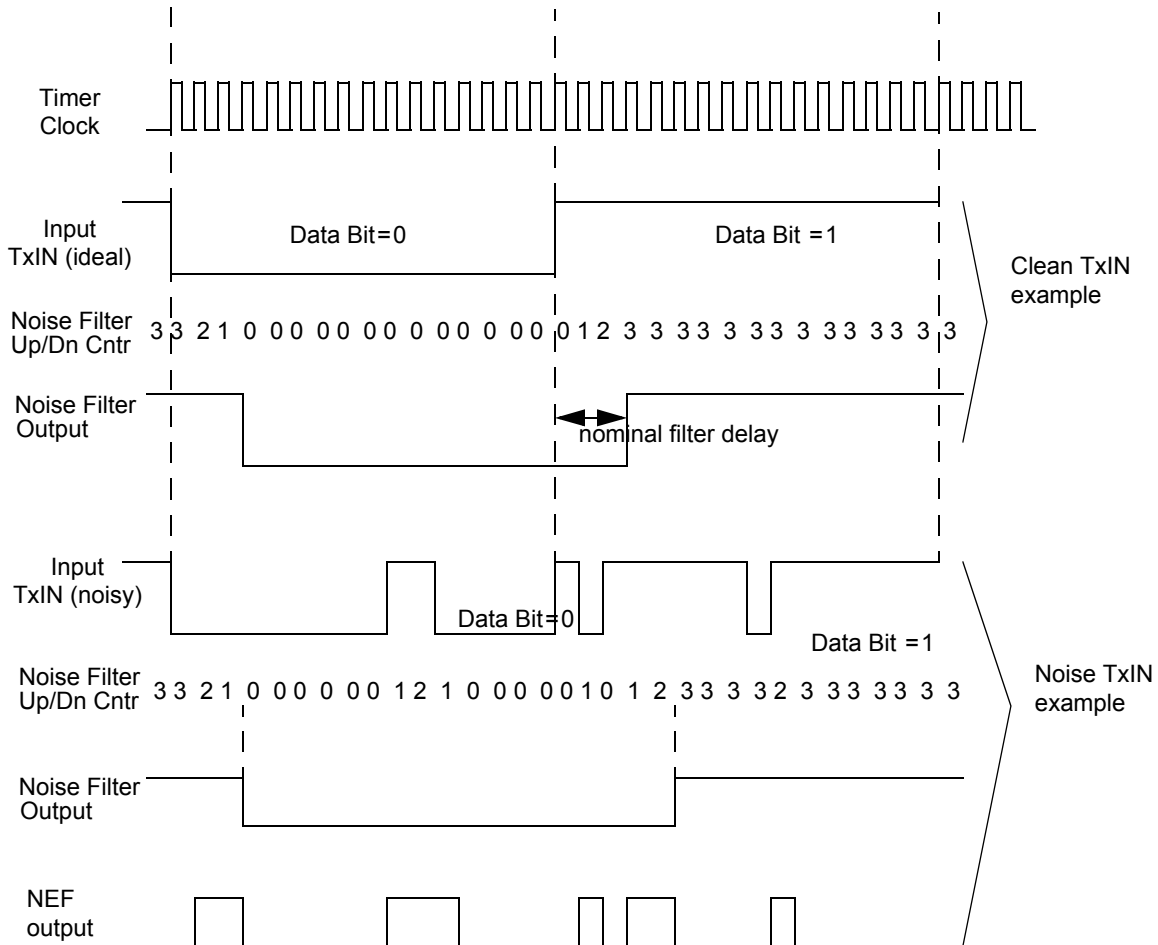 Timer
Clock
Input
TxIN (ideal)
Data Bit=0
Data Bit =1
Clean TxIN
example
Noise Filter
Up/Dn Cntr
3 3 2 1 0 0 0 0 0 0 0 0 0 0 0 0 0 0 1 2 3 3 3 3 3 3 3 3 3 3 3 3 3 3
Noise Filter
Output
nominal filter delay
Input
TxIN (noisy)
Data Bit=0
Data Bit =1
Noise Filter
Up/Dn Cntr
3 3 2 1 0 0 0 0 0 0 1 2 1 0 0 0 0 0 1 0 1 2 3 3 3 3 2 3 3 3 3 3 3 3
Noise TxIN
example
Noise Filter
Output
NEF
output